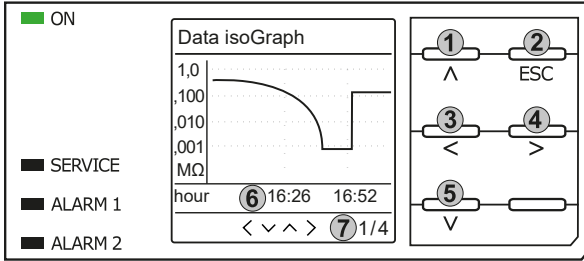 ON
SERVICE
ALARM 1
ALARM 2
Data isoGraph
1,0
,100
,010
,001
MΩ
hour 6 16:26 16:52
< ∨ ∧ > 7 1/4
1 2
∧ ESC
3 4
< >
5
∨